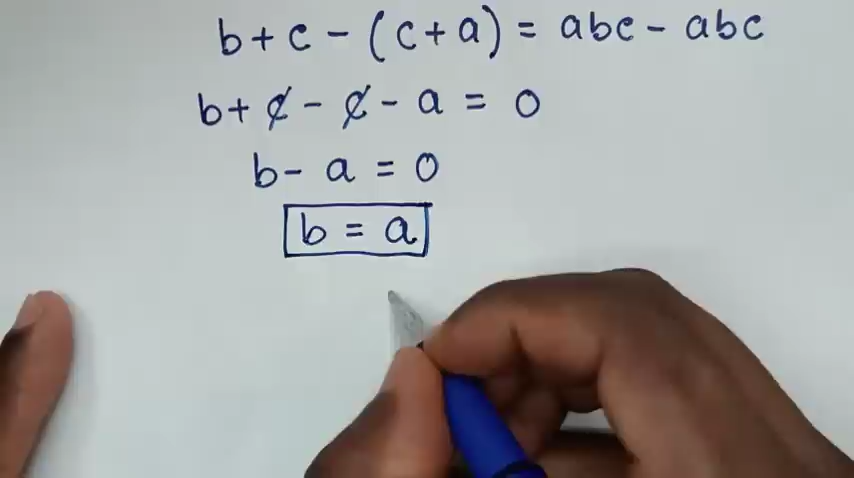 b + c - (c + a) = abc - abc
b + c - c - a = 0
b - a = 0
b = a